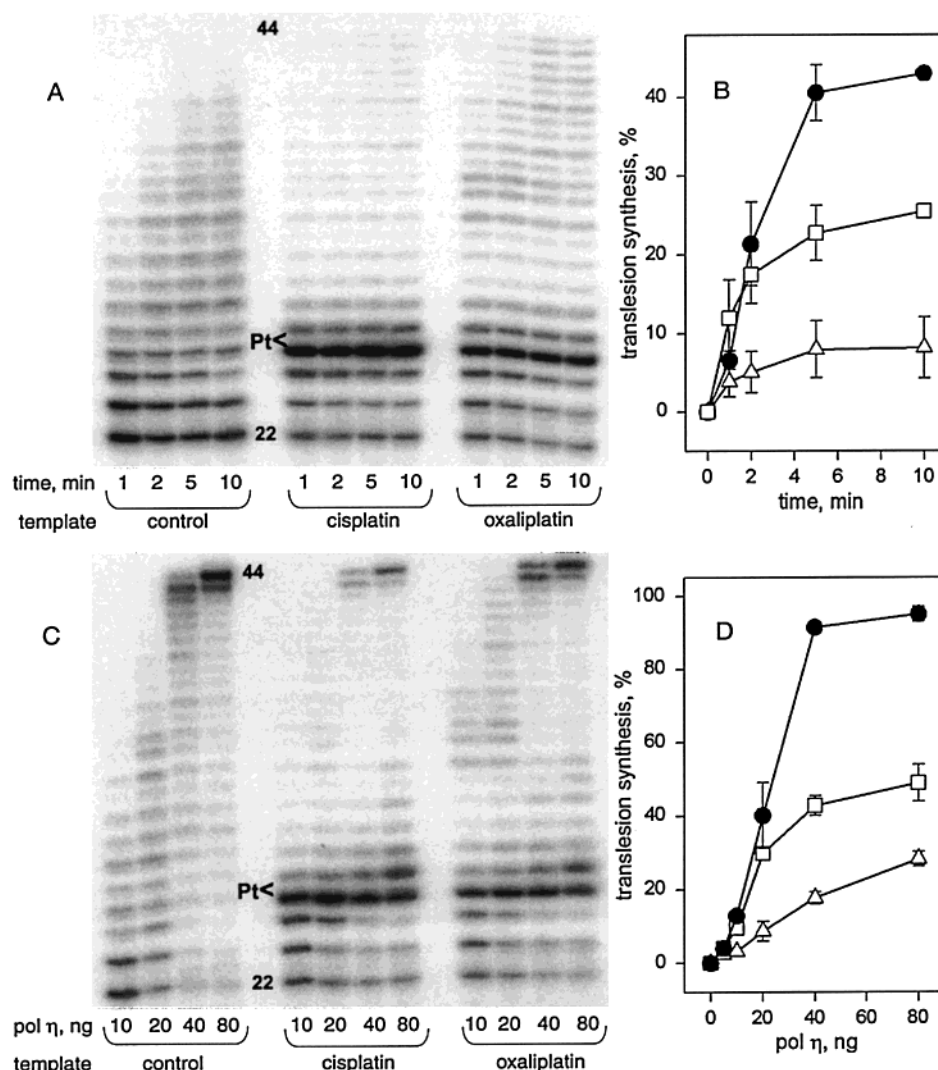 A
44
Pt<
22
time, min 1 2 5 10 1 2 5 10 1 2 5 10
template control cisplatin oxaliplatin
B
translesion synthesis, %
40
30
20
10
0
0 2 4 6 8 10
time, min
C
44
Pt<
22
pol η, ng 10 20 40 80 10 20 40 80 10 20 40 80
template control cisplatin oxaliplatin
D
translesion synthesis, %
100
80
60
40
20
0
0 20 40 60 80
pol η, ng